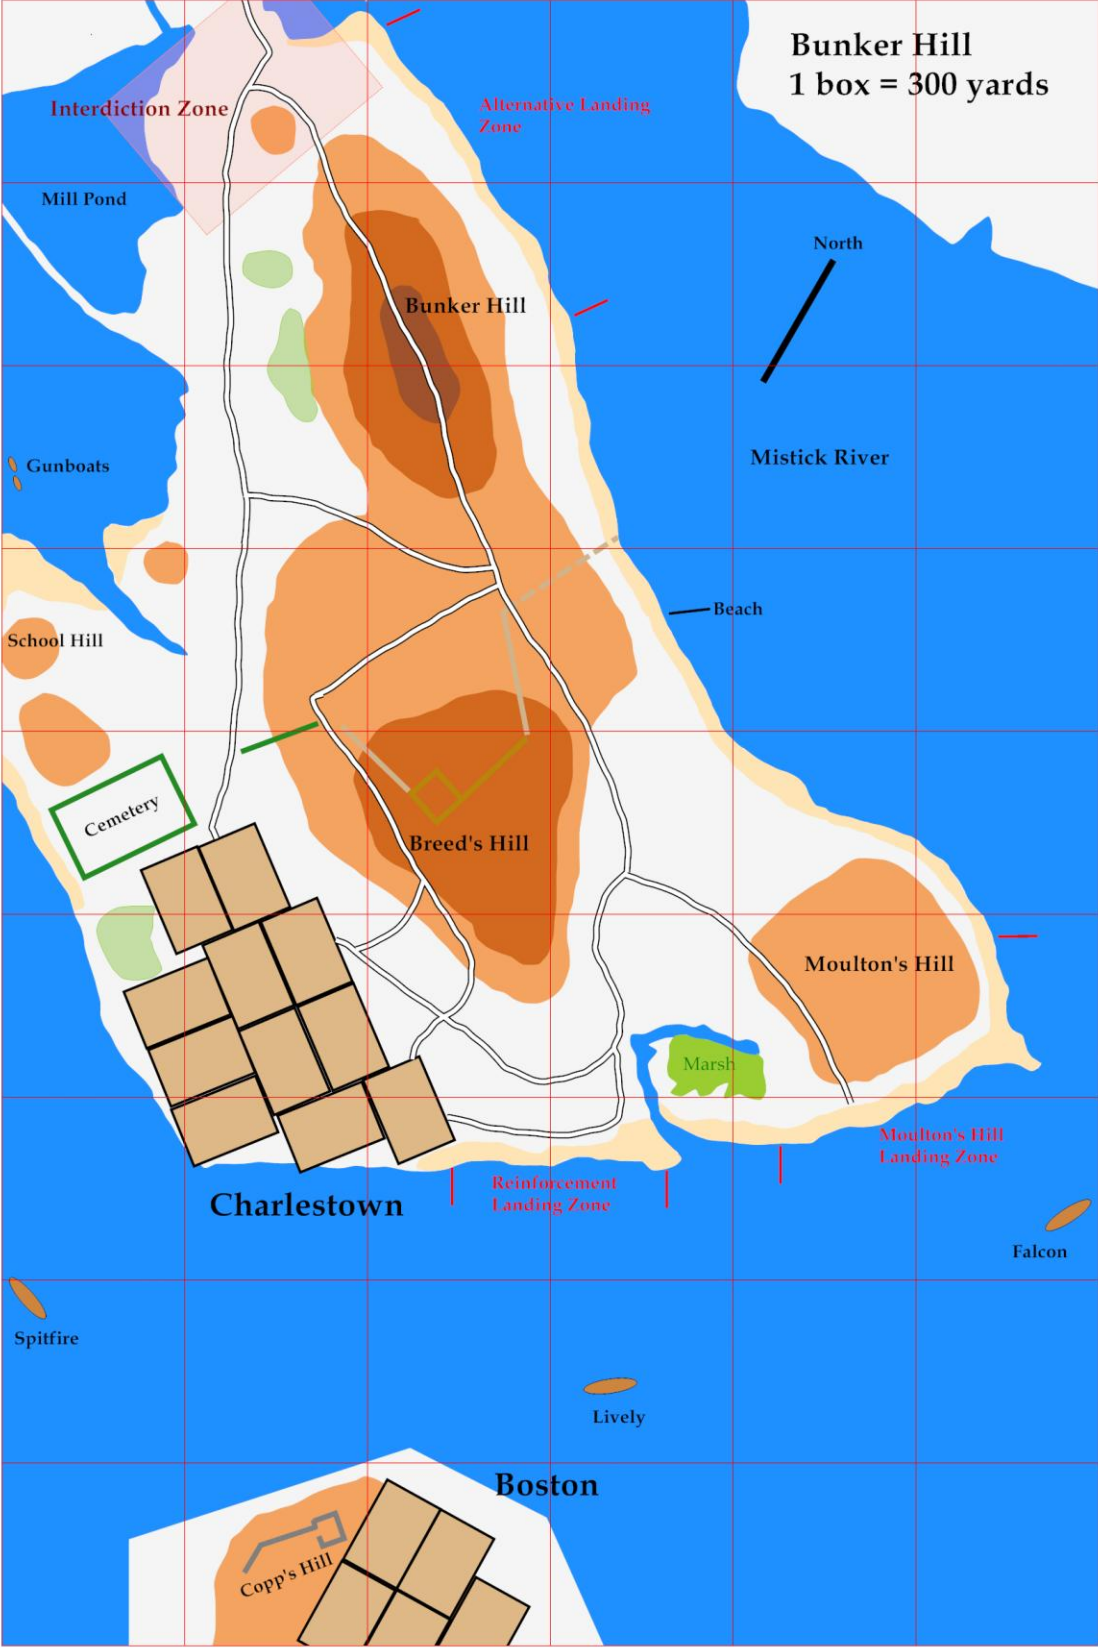 Bunker Hill
1 box = 300 yards
Interdiction Zone
Alternative Landing
Zone
Mill Pond
North
Bunker Hill
Gunboats
Mistick River
Beach
School Hill
Cemetery
Breed's Hill
Moulton's Hill
Marsh
Moulton's Hill
Landing Zone
Reinforcement
Landing Zone
Charlestown
Falcon
Spitfire
Lively
Boston
Copp's Hill